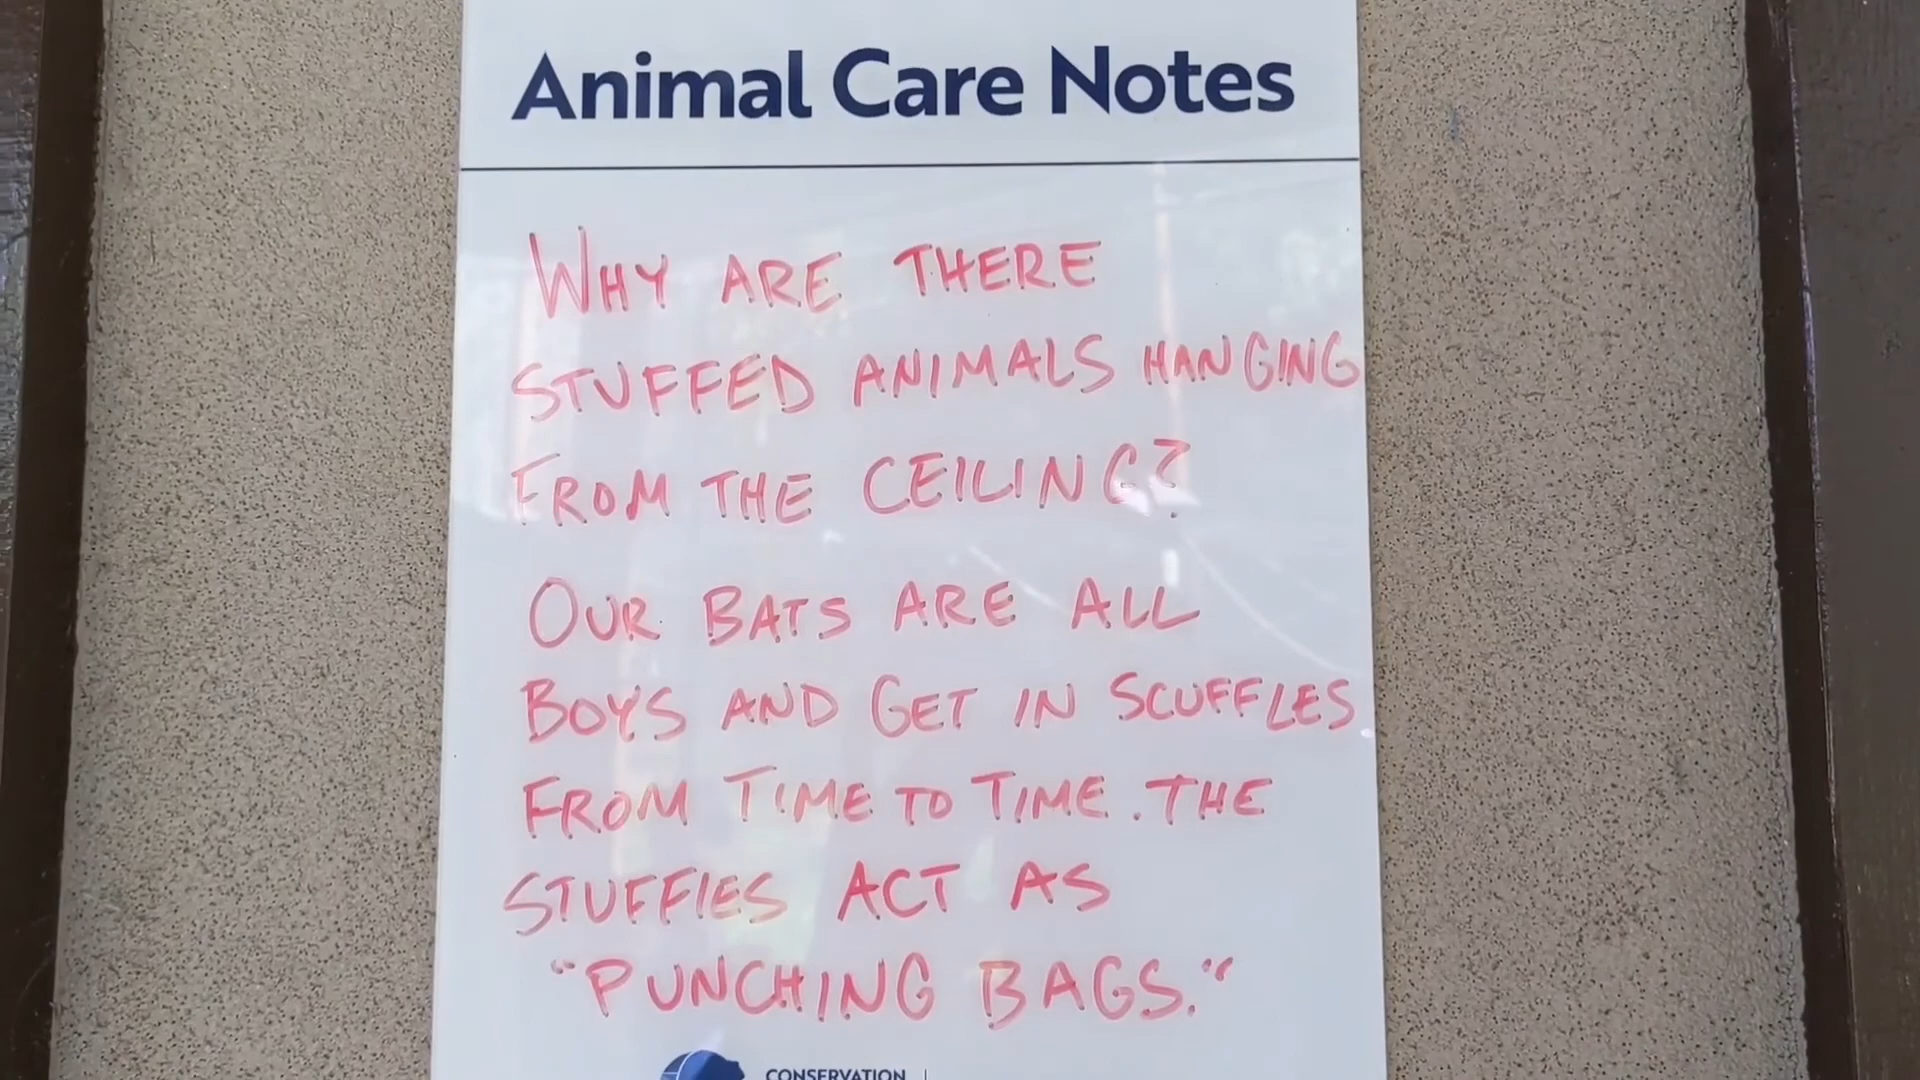 Animal Care Notes
WHY ARE THERE
STUFFED ANIMALS HANGING
FROM THE CEILING?
OUR BATS ARE ALL
BOYS AND GET IN SCUFFLES
FROM TIME TO TIME. THE
STUFFIES ACT AS
"PUNCHING BAGS."
CONSERVATION